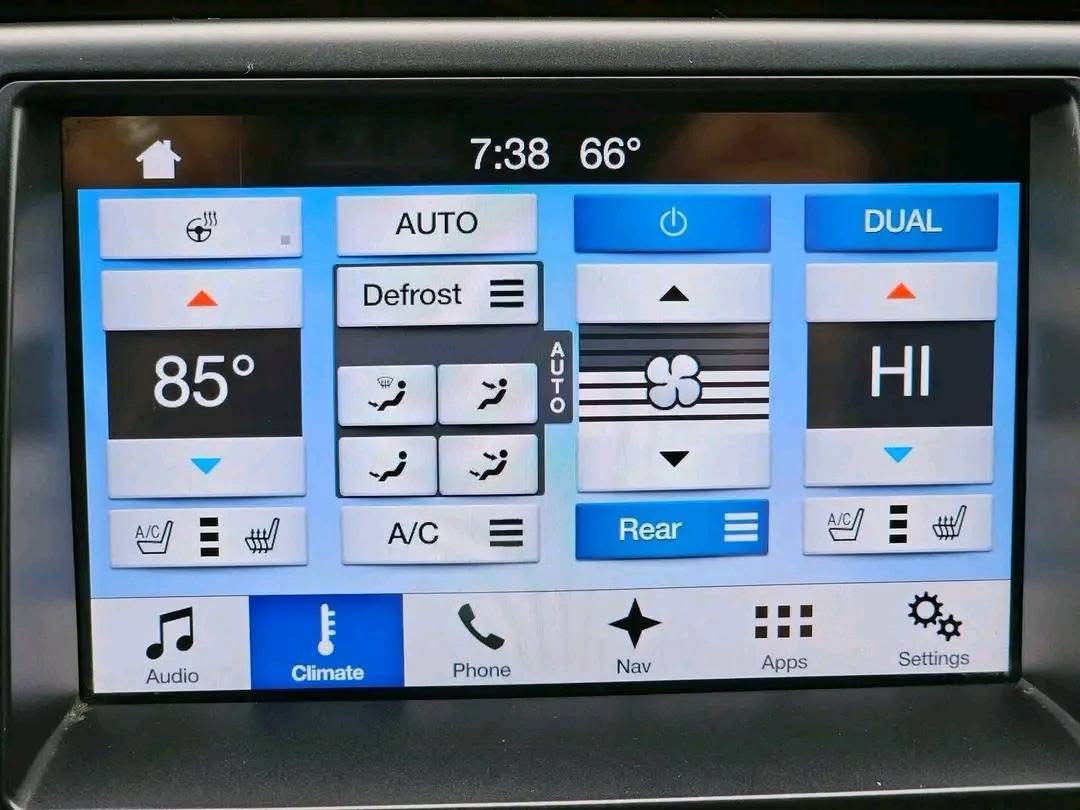 7:38 66°
AUTO
DUAL
Defrost
85°
AUTO
HI
A/C
A/C
Rear
A/C
Audio
Climate
Phone
Nav
Apps
Settings